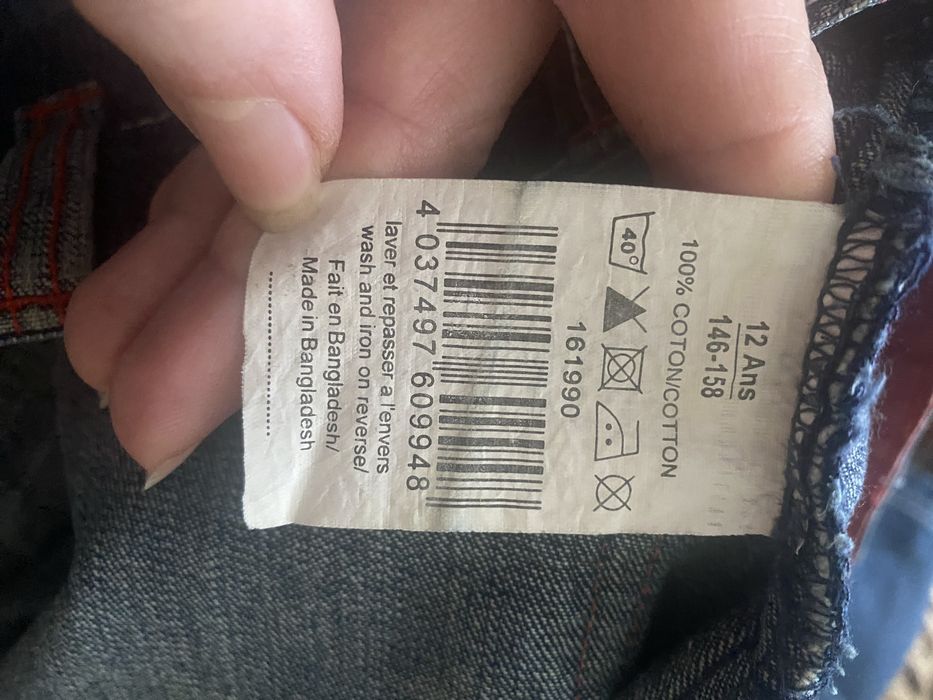 12 Ans
146-158
100% COTON/COTTON
40°
161990
4 037497 609948
laver et repasser a l'envers
wash and iron on reverse/
Fait en Bangladesh/
Made in Bangladesh